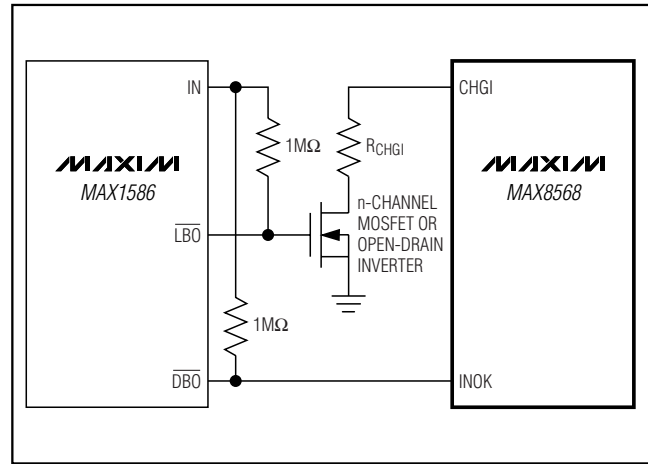 IN
CHGI
1MΩ
RCHGI
MAXIM
MAX1586
MAXIM
MAX8568
n-CHANNEL
MOSFET OR
OPEN-DRAIN
INVERTER
LBO
1MΩ
DBO
INOK